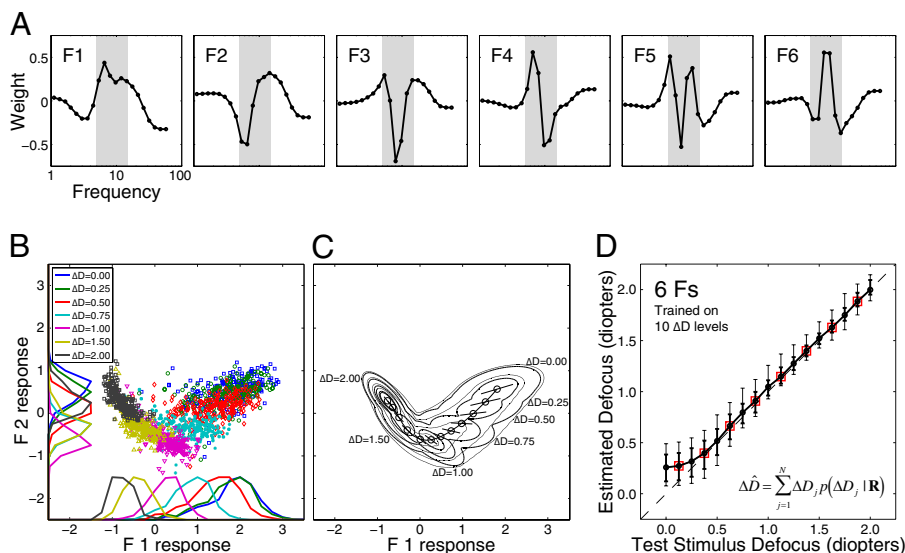 A
F1
F2
F3
F4
F5
F6
Weight
0.5
0
−0.5
1
10
100
Frequency
B
C
D
F 2 response
3
2
1
0
−1
−2
ΔD=0.00
ΔD=0.25
ΔD=0.50
ΔD=0.75
ΔD=1.00
ΔD=1.50
ΔD=2.00
−2
−1
0
1
2
3
F 1 response
ΔD=2.00
ΔD=0.00
ΔD=0.25
ΔD=0.50
ΔD=0.75
ΔD=1.50
ΔD=1.00
−2
−1
0
1
2
3
F 1 response
Estimated Defocus (diopters)
2.0
1.5
1.0
0.5
0.0
6 Fs
Trained on
10 ΔD levels
ΔD̂ = ∑_{j=1}^{N} ΔD_j p(ΔD_j | R)
0.0
0.5
1.0
1.5
2.0
Test Stimulus Defocus (diopters)